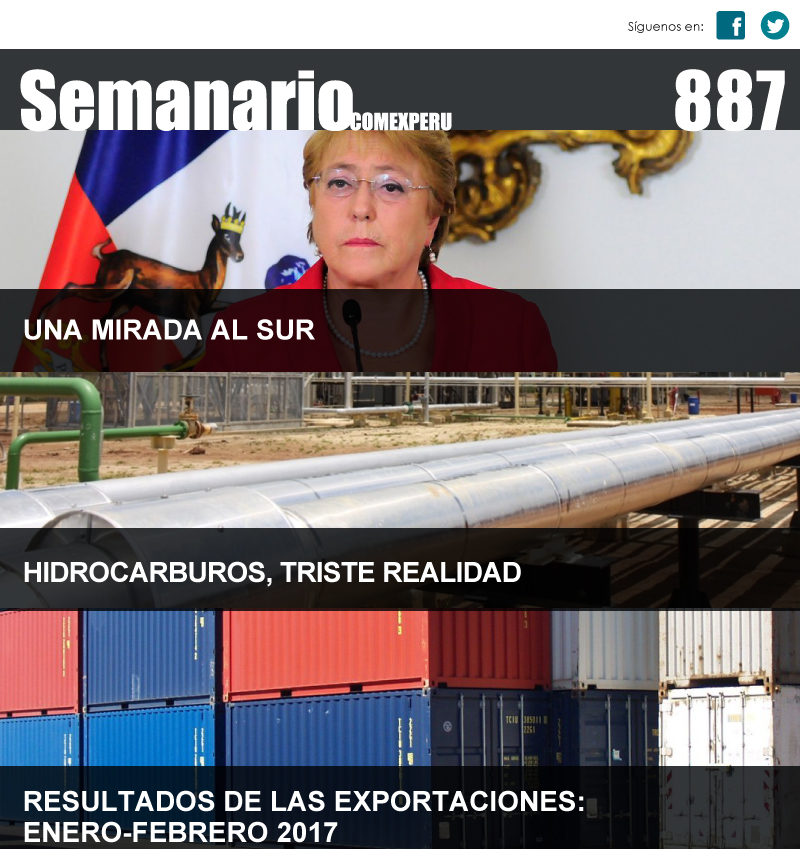 Síguenos en:
Semanario COMEXPERU 887
UNA MIRADA AL SUR
HIDROCARBUROS, TRISTE REALIDAD
RESULTADOS DE LAS EXPORTACIONES:
ENERO-FEBRERO 2017